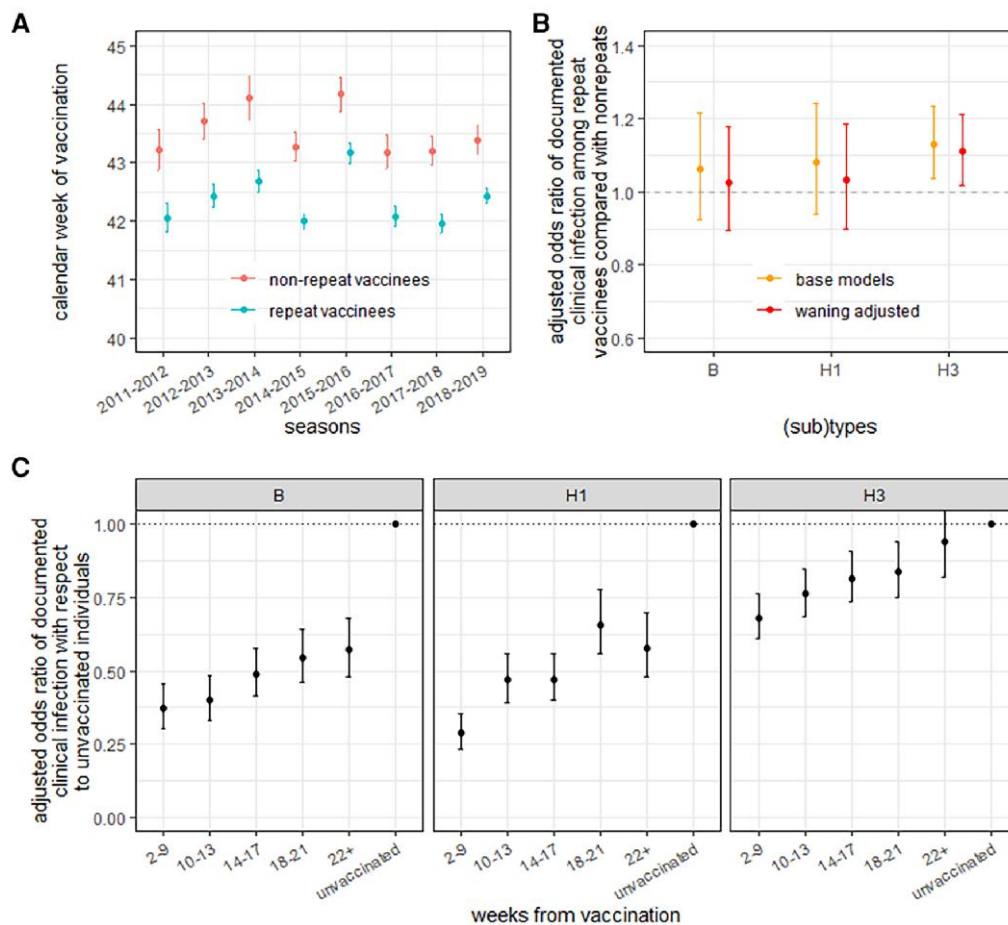 A
calendar week of vaccination
45
44
43
42
41
40
non-repeat vaccinees
repeat vaccinees
2011-2012
2012-2013
2013-2014
2014-2015
2015-2016
2016-2017
2017-2018
2018-2019
seasons
B
adjusted odds ratio of documented
clinical infection among repeat
vaccinees compared with nonrepeats
1.4
1.2
1.0
0.8
0.6
base models
waning adjusted
B
H1
H3
(sub)types
C
adjusted odds ratio of documented
clinical infection with respect
to unvaccinated individuals
B
H1
H3
1.00
0.75
0.50
0.25
0.00
2-9
10-13
14-17
18-21
22+
unvaccinated
2-9
10-13
14-17
18-21
22+
unvaccinated
2-9
10-13
14-17
18-21
22+
unvaccinated
weeks from vaccination